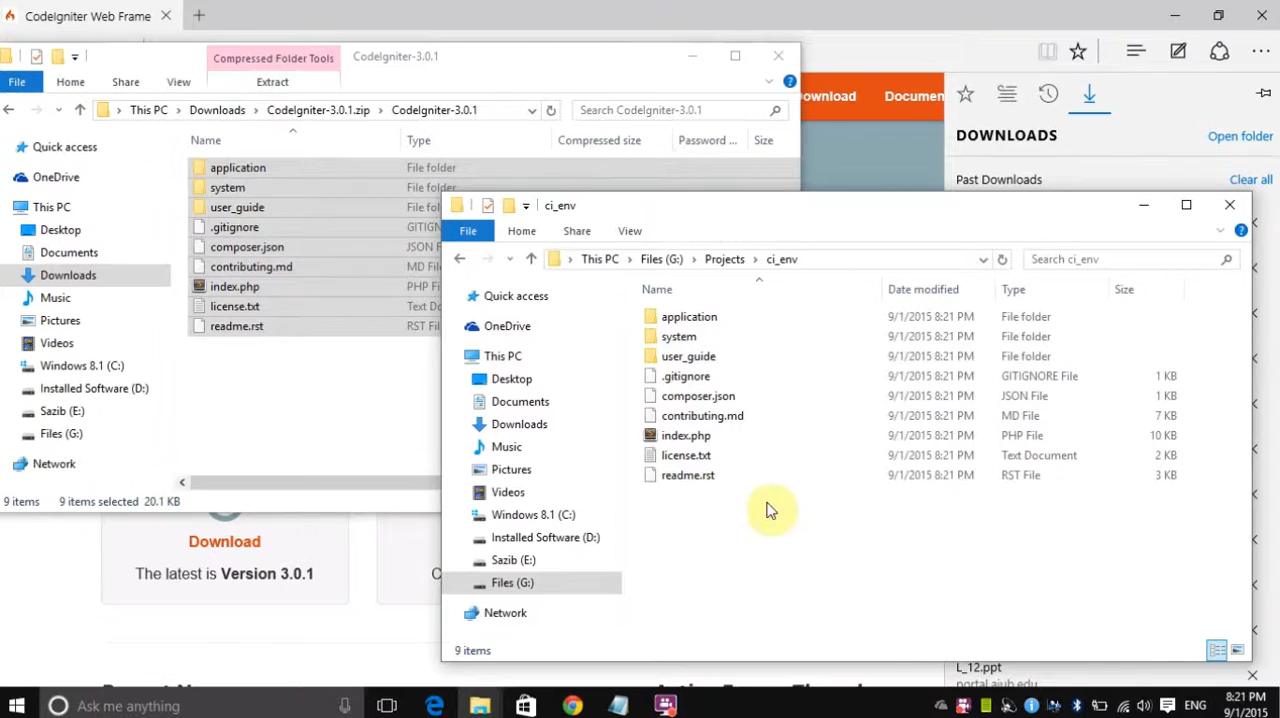 CodeIgniter Web Frame
Compressed Folder Tools
CodeIgniter-3.0.1
File Home Share View Extract
This PC Downloads CodeIgniter-3.0.1.zip CodeIgniter-3.0.1
Search CodeIgniter-3.0.1
Name Type Compressed size Password ... Size
Quick access
OneDrive
This PC
Desktop
Documents
Downloads
Music
Pictures
Videos
Windows 8.1 (C:)
Installed Software (D:)
Sazib (E:)
Files (G:)
Network
application File folder
system File folder
user_guide File fo
.gitignore GITIGN
composer.json JSON F
contributing.md MD File
index.php PHP Fil
license.txt Text Do
readme.rst RST File
9 items 9 items selected 20.1 KB
ownload Documen
DOWNLOADS Open folder
Past Downloads Clear all
ci_env
File Home Share View
This PC Files (G:) Projects ci_env
Search ci_env
Name Date modified Type Size
Quick access
OneDrive
This PC
Desktop
Documents
Downloads
Music
Pictures
Videos
Windows 8.1 (C:)
Installed Software (D:)
Sazib (E:)
Files (G:)
Network
application 9/1/2015 8:21 PM File folder
system 9/1/2015 8:21 PM File folder
user_guide 9/1/2015 8:21 PM File folder
.gitignore 9/1/2015 8:21 PM GITIGNORE File 1 KB
composer.json 9/1/2015 8:21 PM JSON File 1 KB
contributing.md 9/1/2015 8:21 PM MD File 7 KB
index.php 9/1/2015 8:21 PM PHP File 10 KB
license.txt 9/1/2015 8:21 PM Text Document 2 KB
readme.rst 9/1/2015 8:21 PM RST File 3 KB
9 items
Download
The latest is Version 3.0.1
C
L_12.ppt
portal.aiub.edu
Ask me anything
ENG
8:21 PM
9/1/2015